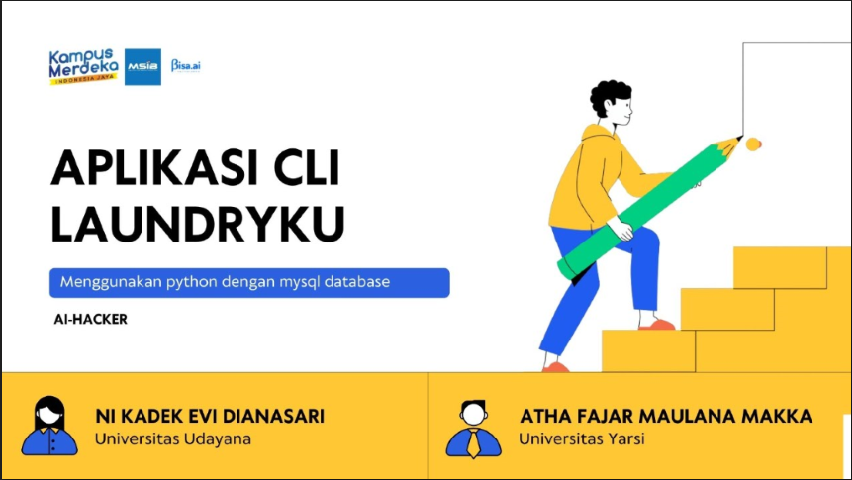 Kampus
Merdeka
INDONESIA JAYA
MSIB
Bisa.ai
APLIKASI CLI
LAUNDRYKU
Menggunakan python dengan mysql database
AI-HACKER
NI KADEK EVI DIANASARI
Universitas Udayana
ATHA FAJAR MAULANA MAKKA
Universitas Yarsi